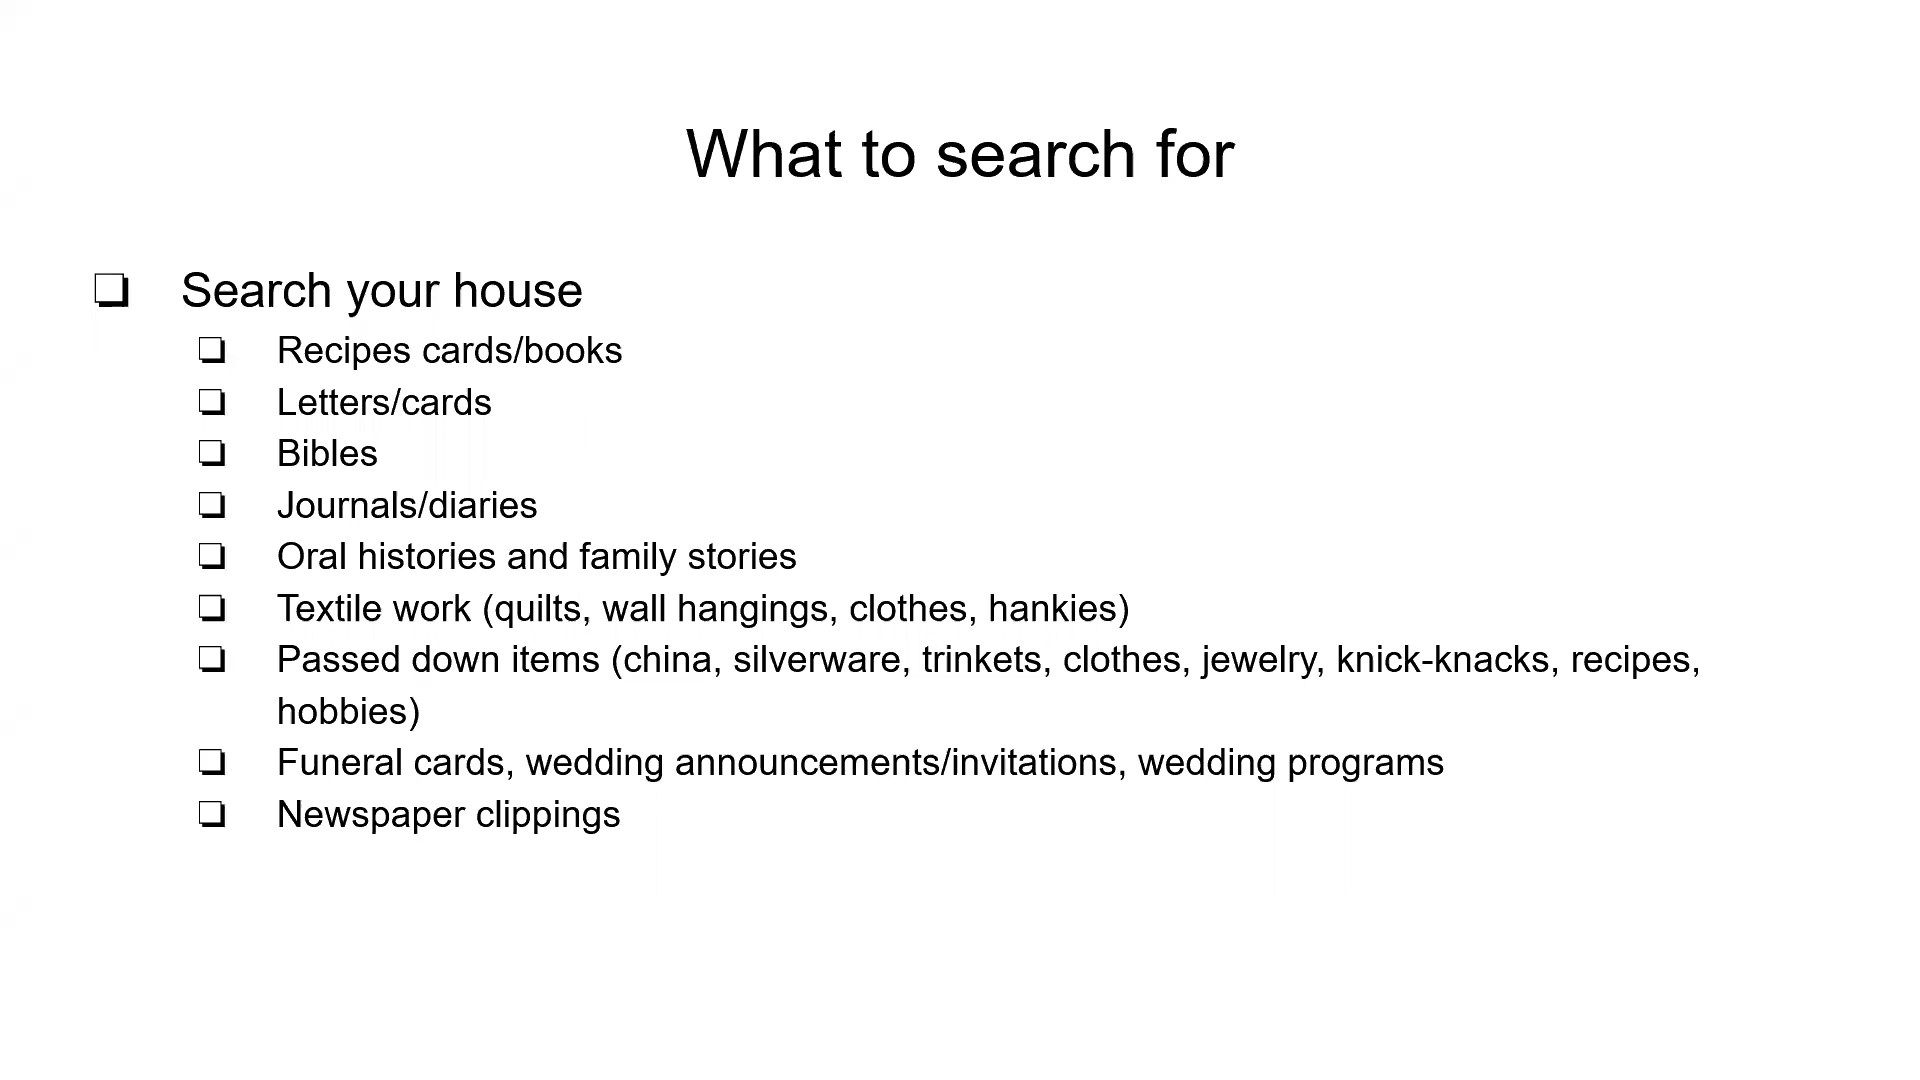 What to search for
❏ Search your house
❏ Recipes cards/books
❏ Letters/cards
❏ Bibles
❏ Journals/diaries
❏ Oral histories and family stories
❏ Textile work (quilts, wall hangings, clothes, hankies)
❏ Passed down items (china, silverware, trinkets, clothes, jewelry, knick-knacks, recipes,
hobbies)
❏ Funeral cards, wedding announcements/invitations, wedding programs
❏ Newspaper clippings